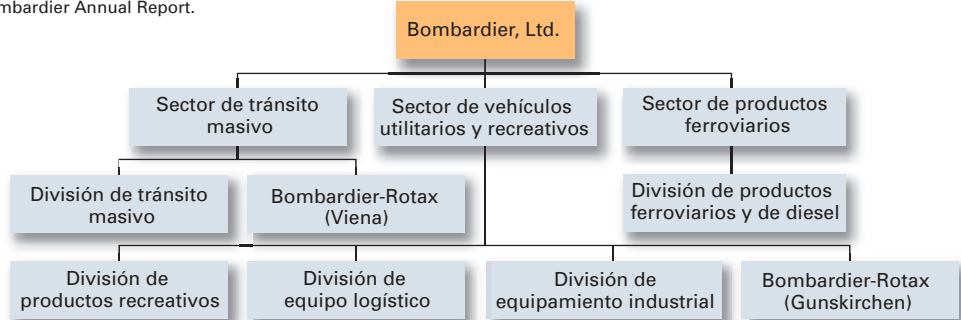 mbardier Annual Report.
Bombardier, Ltd.
Sector de tránsito
masivo
Sector de vehículos
utilitarios y recreativos
Sector de productos
ferroviarios
División de tránsito
masivo
Bombardier-Rotax
(Viena)
División de productos
ferroviarios y de diesel
División de
productos recreativos
División de
equipo logístico
División de
equipamiento industrial
Bombardier-Rotax
(Gunskirchen)